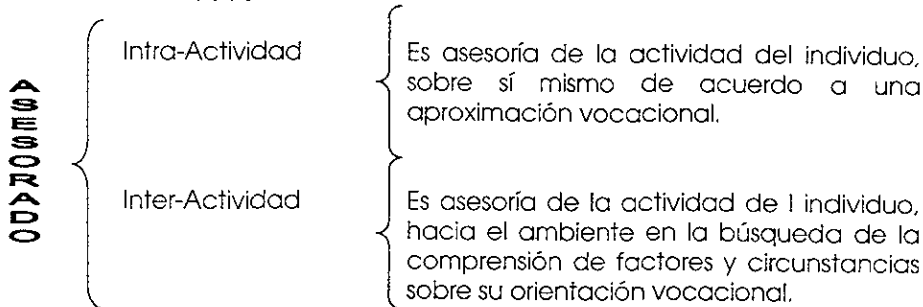 ASESORADO
Intra-Actividad
Es asesoría de la actividad del individuo,
sobre sí mismo de acuerdo a una
aproximación vocacional.
Inter-Actividad
Es asesoría de la actividad de l individuo,
hacia el ambiente en la búsqueda de la
comprensión de factores y circunstancias
sobre su orientación vocacional.